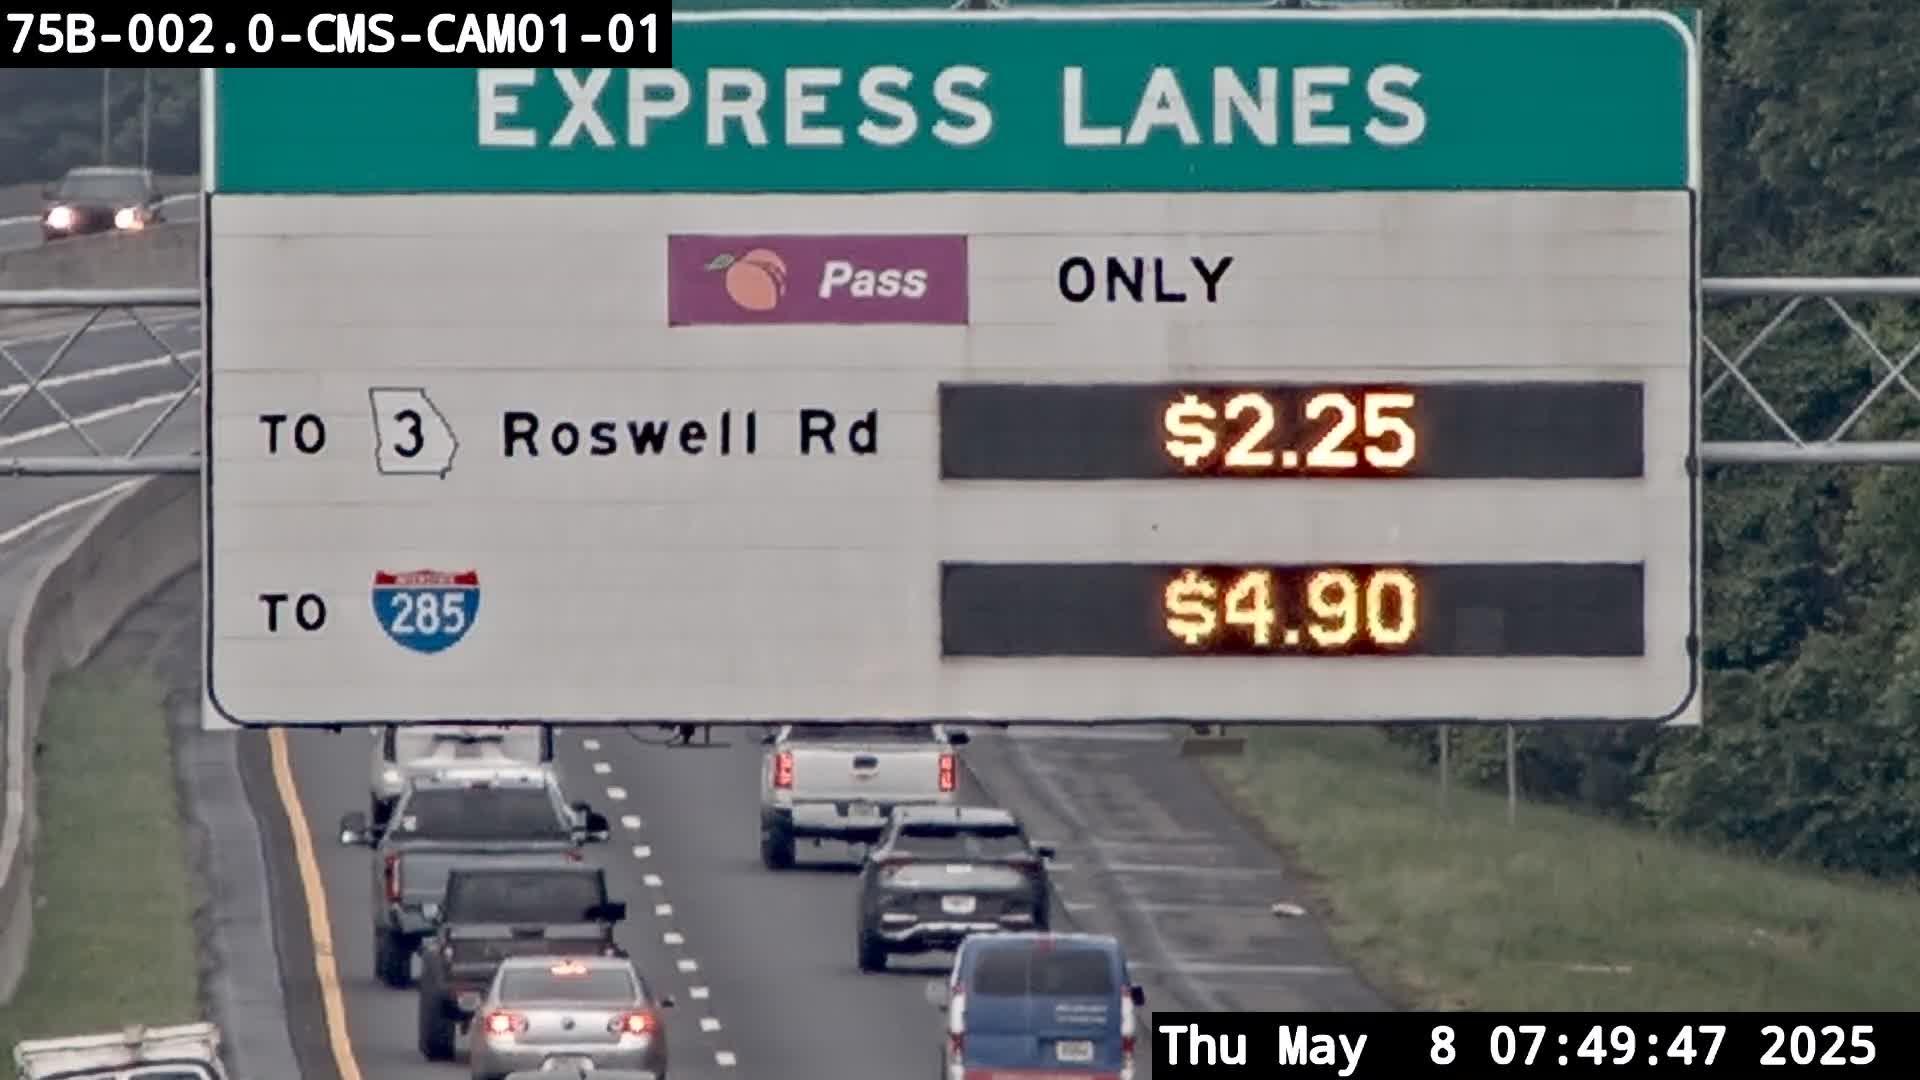 75B-002.0-CMS-CAM01-01
EXPRESS LANES
Pass ONLY
TO 3 Roswell Rd $2.25
TO 285 $4.90
Thu May 8 07:49:47 2025